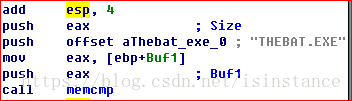 add esp, 4
push eax ; Size
push offset aThebat_exe_0 ; "THEBAT.EXE"
mov eax, [ebp+Buf1]
push eax ; Buf1
call memcmp
https://blog.csdn.net/isinstance